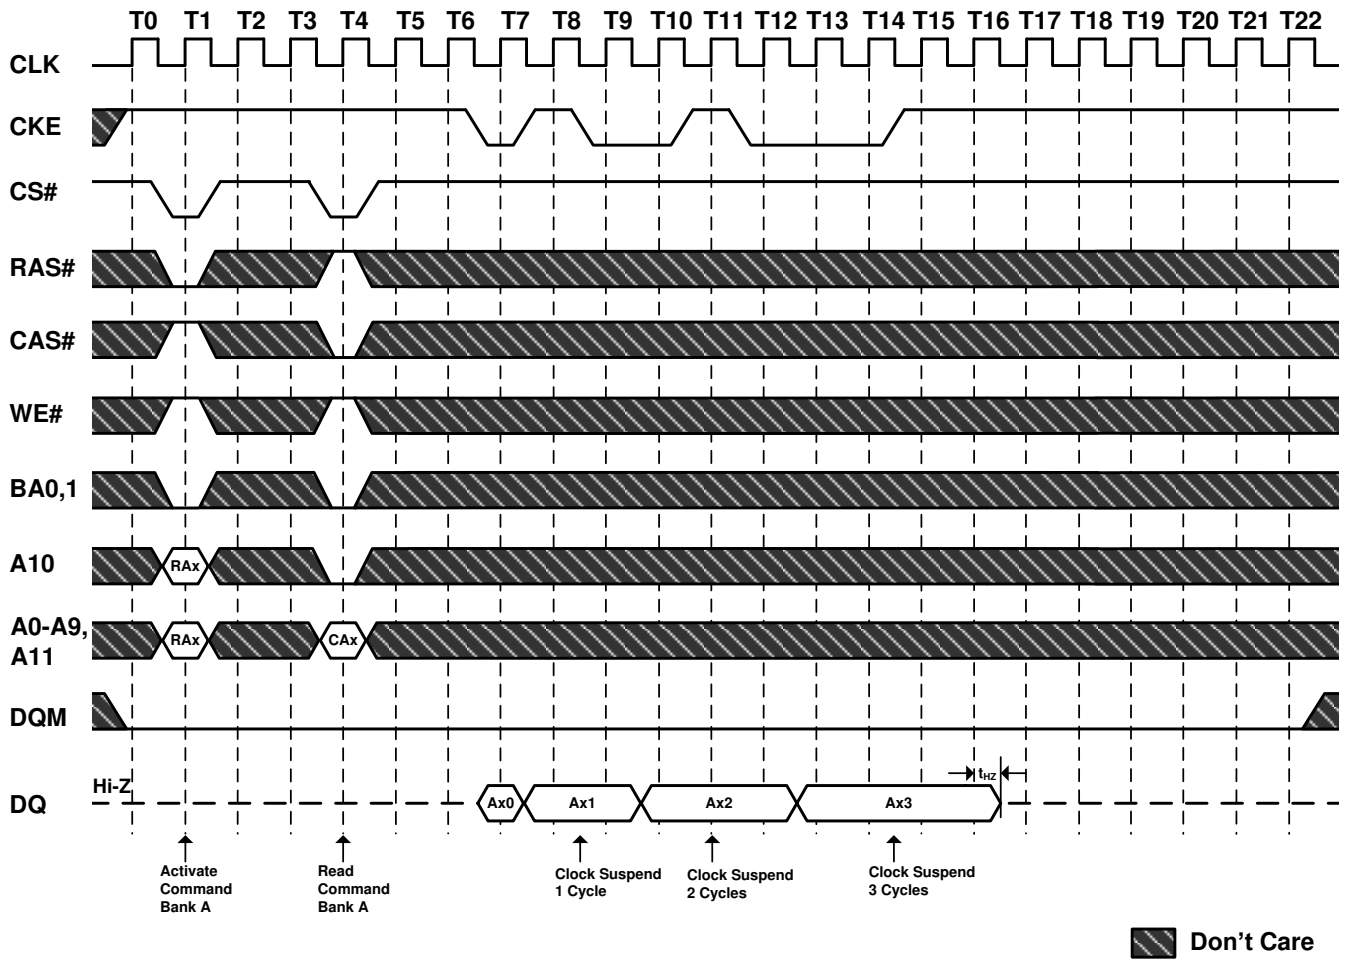 T0 T1 T2 T3 T4 T5 T6 T7 T8 T9 T10 T11 T12 T13 T14 T15 T16 T17 T18 T19 T20 T21 T22
CLK
CKE
CS#
RAS#
CAS#
WE#
BA0,1
A10
RAx
A0-A9,
A11
RAx CAx
DQM
Hi-Z
tHZ
DQ
Ax0 Ax1 Ax2 Ax3
Activate
Command
Bank A
Read
Command
Bank A
Clock Suspend
1 Cycle
Clock Suspend
2 Cycles
Clock Suspend
3 Cycles
Don't Care